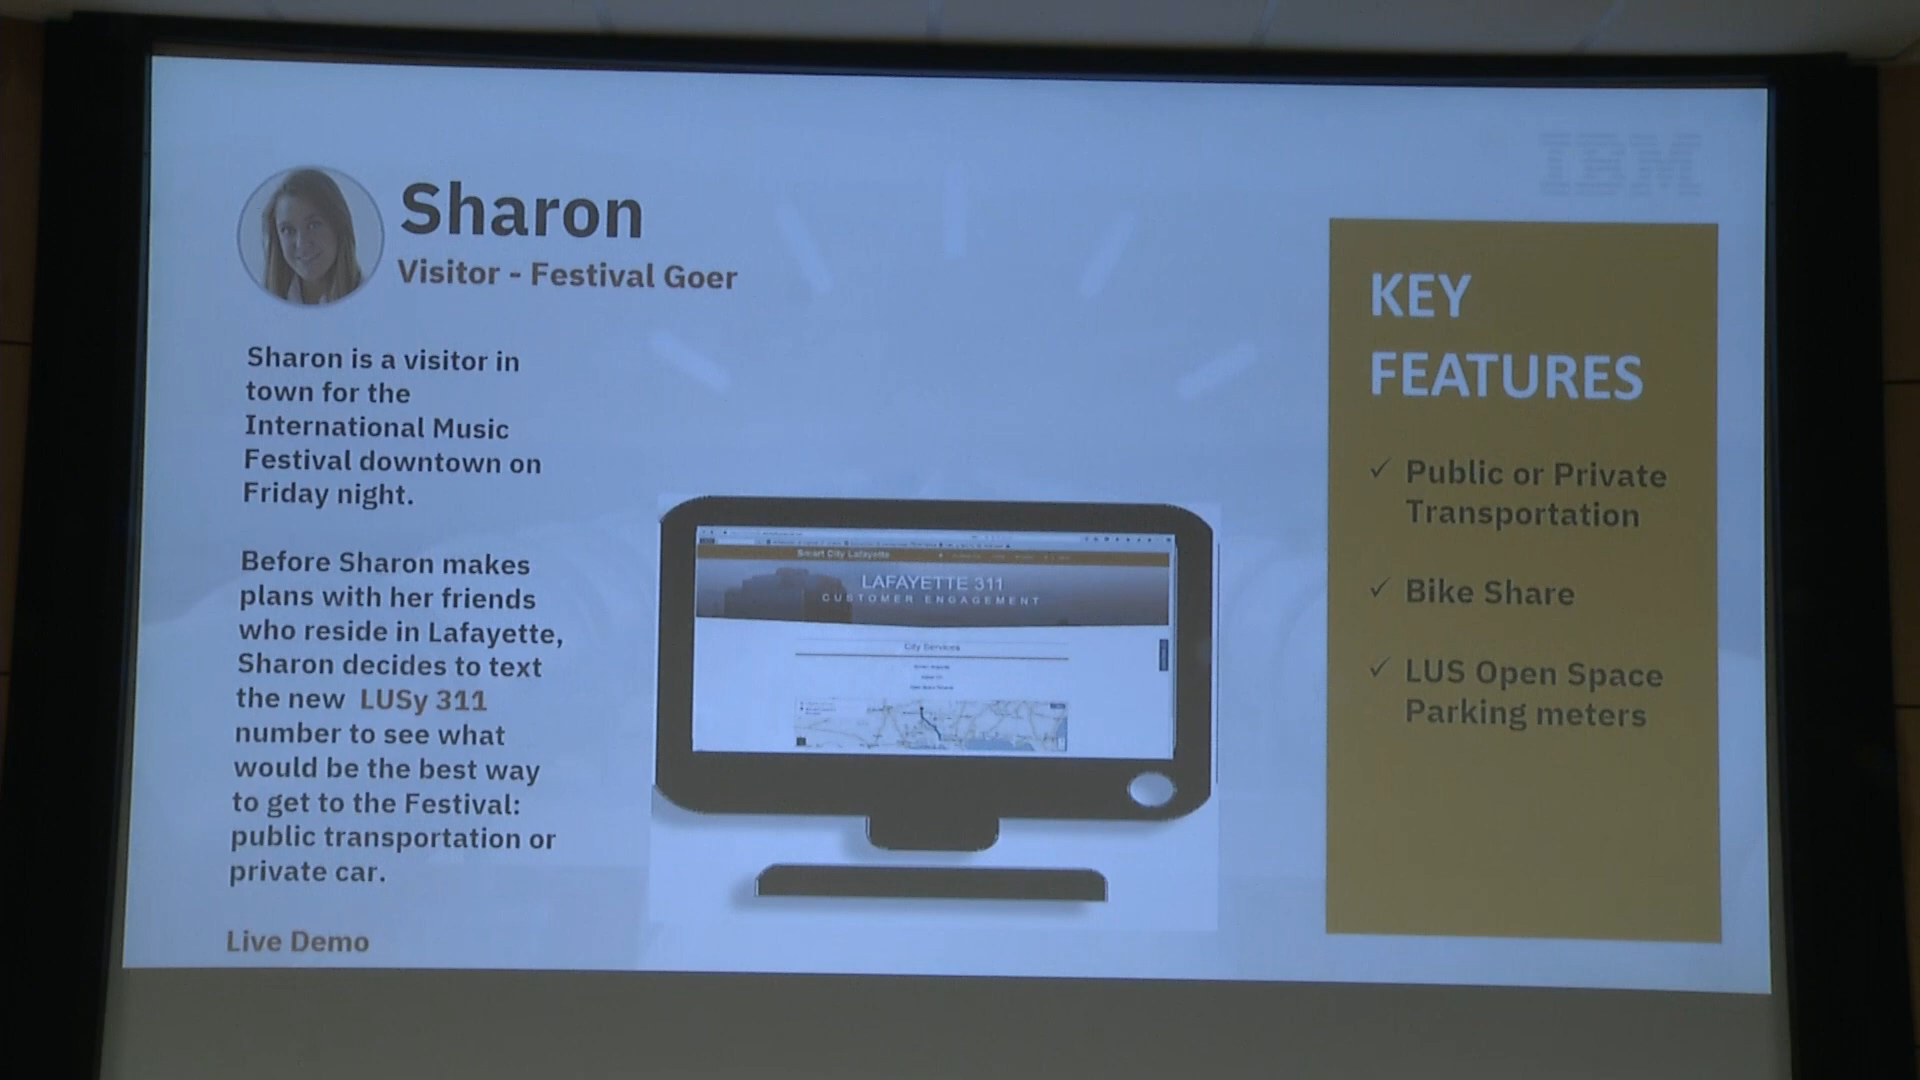 IBM
Sharon
Visitor - Festival Goer
Sharon is a visitor in
town for the
International Music
Festival downtown on
Friday night.
Before Sharon makes
plans with her friends
who reside in Lafayette,
Sharon decides to text
the new LUSy 311
number to see what
would be the best way
to get to the Festival:
public transportation or
private car.
Live Demo
Smart City Lafayette
LAFAYETTE 311
CUSTOMER ENGAGEMENT
City Services
KEY
FEATURES
✓ Public or Private
Transportation
✓ Bike Share
✓ LUS Open Space
Parking meters